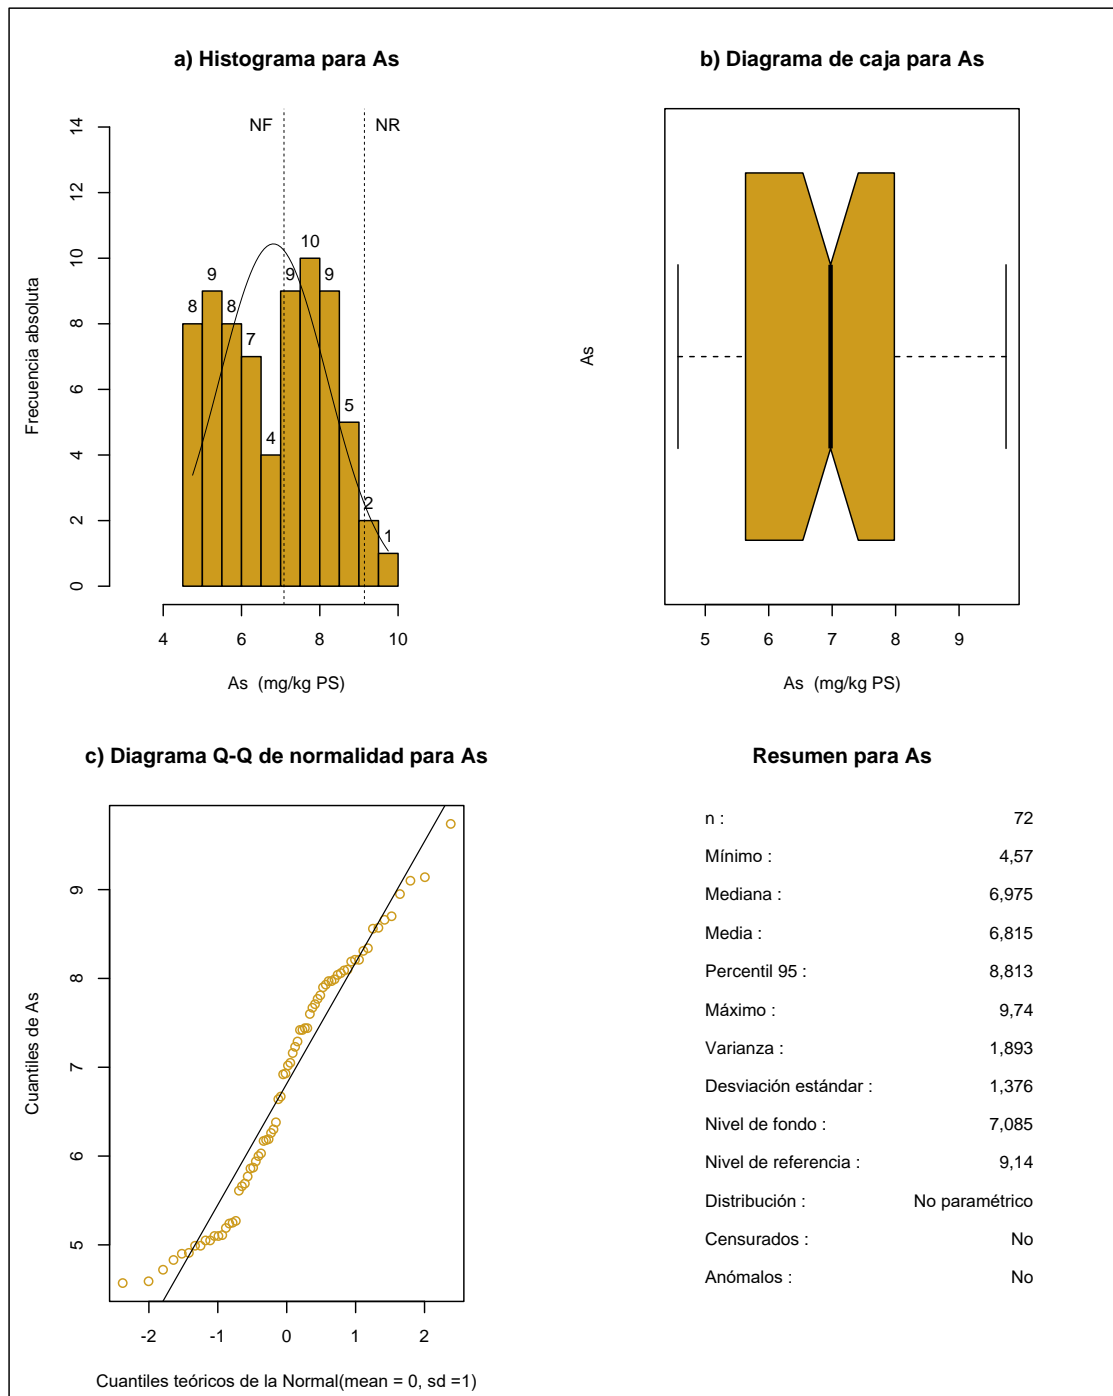 a) Histograma para As
NF
NR
Frecuencia absoluta
14
12
10
8
6
4
2
0
8
9
8
7
4
9
10
9
5
2
1
4
6
8
10
As (mg/kg PS)
b) Diagrama de caja para As
As
5
6
7
8
9
As (mg/kg PS)
c) Diagrama Q-Q de normalidad para As
Cuantiles de As
9
8
7
6
5
-2
-1
0
1
2
Cuantiles teóricos de la Normal(mean = 0, sd =1)
Resumen para As
n : 72
Mínimo : 4,57
Mediana : 6,975
Media : 6,815
Percentil 95 : 8,813
Máximo : 9,74
Varianza : 1,893
Desviación estándar : 1,376
Nivel de fondo : 7,085
Nivel de referencia : 9,14
Distribución : No paramétrico
Censurados : No
Anómalos : No